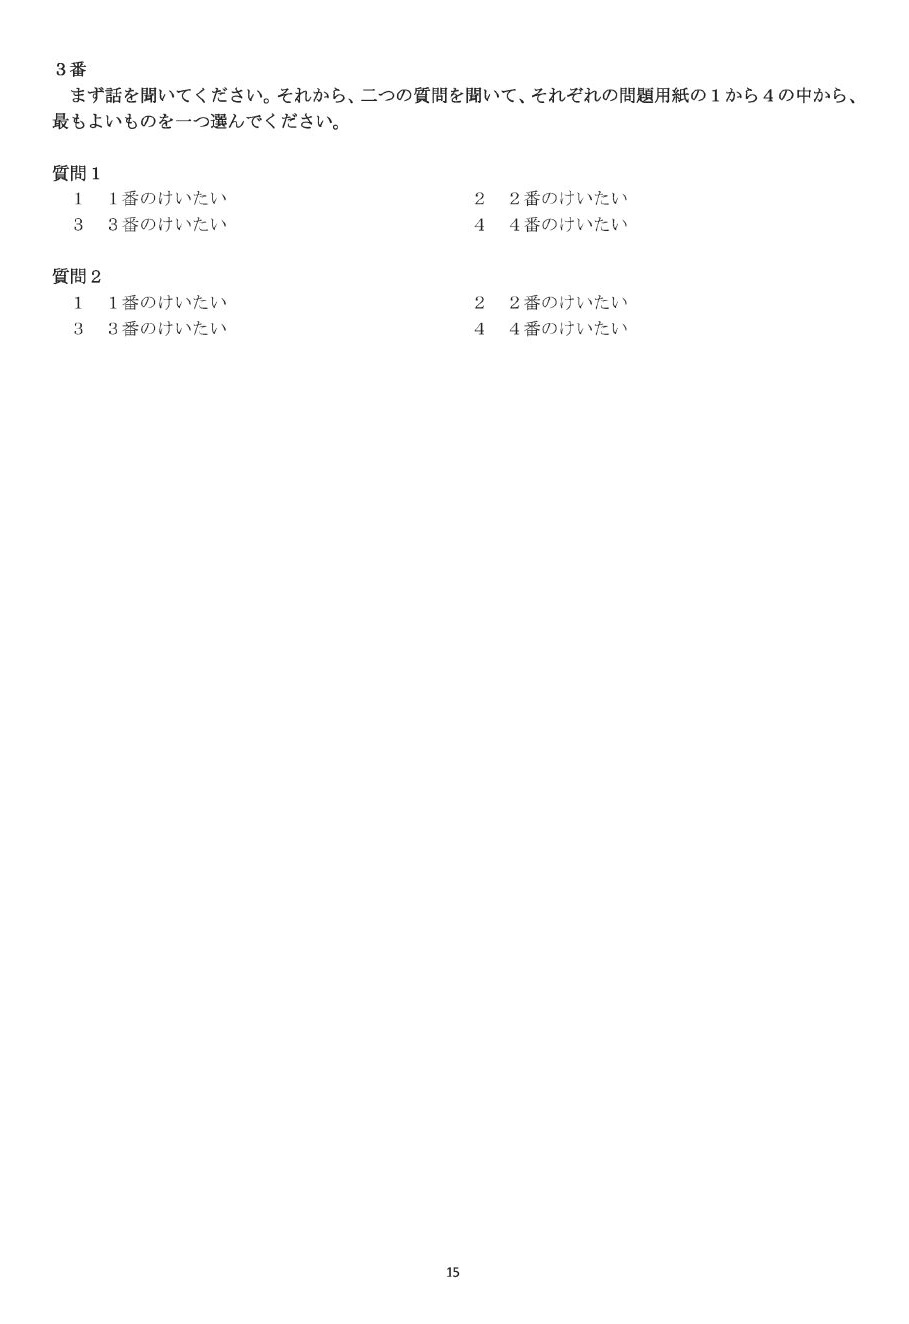 ３番
まず話を聞いてください。それから、二つの質問を聞いて、それぞれの問題用紙の１から４の中から、
最もよいものを一つ選んでください。
質問１
1　１番のけいたい　2　２番のけいたい
3　３番のけいたい　4　４番のけいたい
質問２
1　１番のけいたい　2　２番のけいたい
3　３番のけいたい　4　４番のけいたい
15